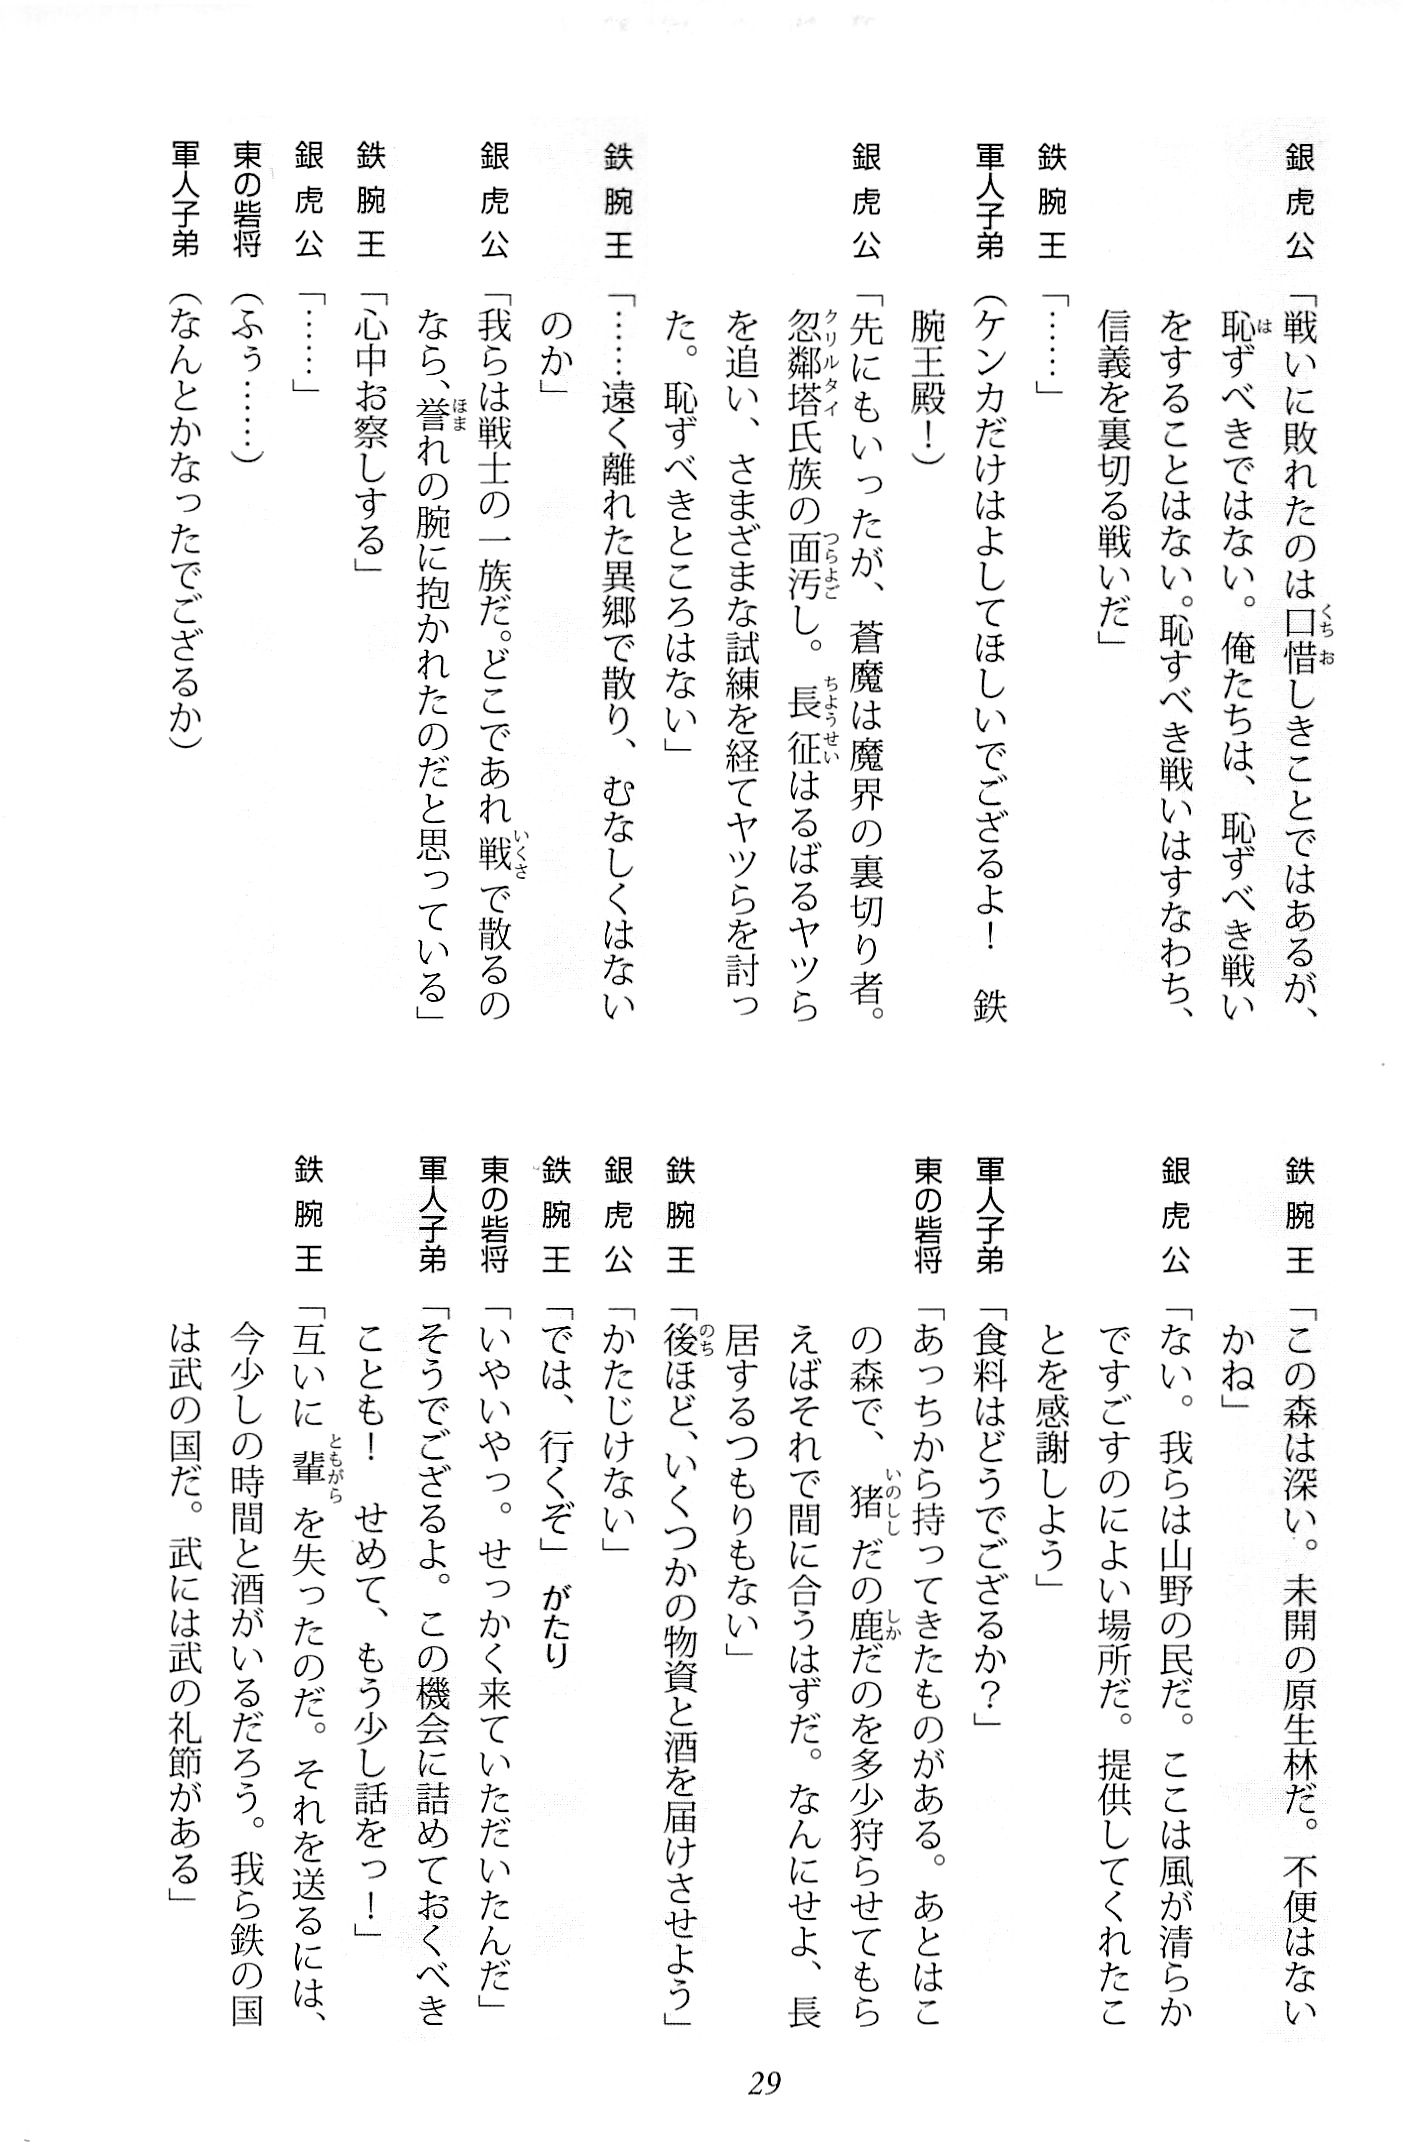 銀虎公「戦いに敗れたのは口惜しきことではあるが、
恥ずべきではない。俺たちは、恥ずべき戦い
をすることはない。恥すべき戦いはすなわち、
信義を裏切る戦いだ」
鉄腕王「……」
軍人子弟(ケンカだけはよしてほしいでござるよ！　鉄
腕王殿！)
銀虎公「先にもいったが、蒼魔は魔界の裏切り者。
忽鄰塔氏族の面汚し。長征はるばるヤツら
を追い、さまざまな試練を経てヤツらを討っ
た。恥ずべきところはない」
鉄腕王「……遠く離れた異郷で散り、むなしくはない
のか」
銀虎公「我らは戦士の一族だ。どこであれ戦で散るの
なら、誉れの腕に抱かれたのだと思っている」
鉄腕王「心中お察しする」
銀虎公「……」
東の砦将(ふぅ……)
軍人子弟(なんとかなったでござるか)
鉄腕王「この森は深い。未開の原生林だ。不便はない
かね」
銀虎公「ない。我らは山野の民だ。ここは風が清らか
ですごすのによい場所だ。提供してくれたこ
とを感謝しよう」
軍人子弟「食料はどうでござるか？」
東の砦将「あっちから持ってきたものがある。あとはこ
の森で、猪だの鹿だのを多少狩らせてもら
えばそれで間に合うはずだ。なんにせよ、長
居するつもりもない」
鉄腕王「後ほど、いくつかの物資と酒を届けさせよう」
銀虎公「かたじけない」
鉄腕王「では、行くぞ」がたり
東の砦将「いやいやっ。せっかく来ていただいたんだ」
軍人子弟「そうでござるよ。この機会に詰めておくべき
ことも！　せめて、もう少し話をっ！」
鉄腕王「互いに輩を失ったのだ。それを送るには、
今少しの時間と酒がいるだろう。我ら鉄の国
は武の国だ。武には武の礼節がある」
29